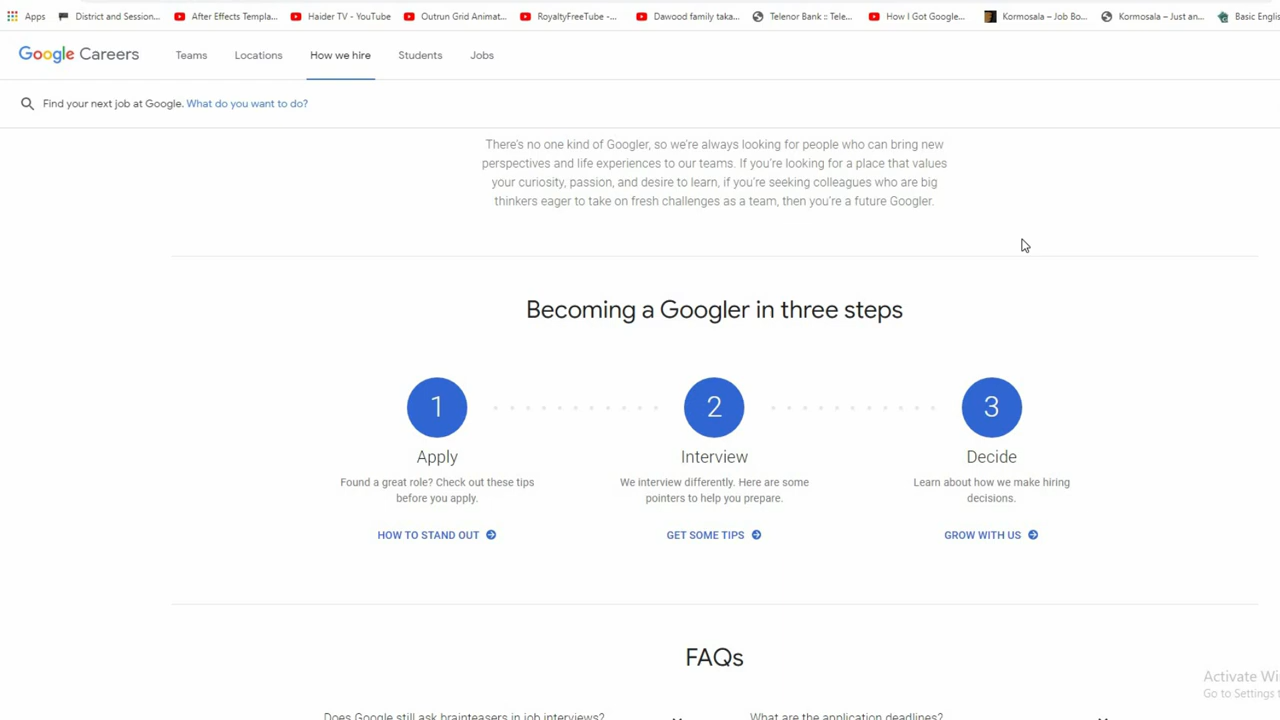 Apps District and Session... After Effects Templa... Haider TV - YouTube Outrun Grid Animat... RoyaltyFreeTube -... Dawood family taka... Telenor Bank :: Tele... How I Got Google... Kormosala – Job Bo... Kormosala – Just an... Basic Englis
Google Careers Teams Locations How we hire Students Jobs
Find your next job at Google. What do you want to do?
There's no one kind of Googler, so we're always looking for people who can bring new
perspectives and life experiences to our teams. If you're looking for a place that values
your curiosity, passion, and desire to learn, if you're seeking colleagues who are big
thinkers eager to take on fresh challenges as a team, then you're a future Googler.
Becoming a Googler in three steps
1 2 3
Apply Interview Decide
Found a great role? Check out these tips We interview differently. Here are some Learn about how we make hiring
before you apply. pointers to help you prepare. decisions.
HOW TO STAND OUT GET SOME TIPS GROW WITH US
FAQs
Activate Wi
Go to Settings t
Does Google still ask brainteasers in job interviews? What are the application deadlines?